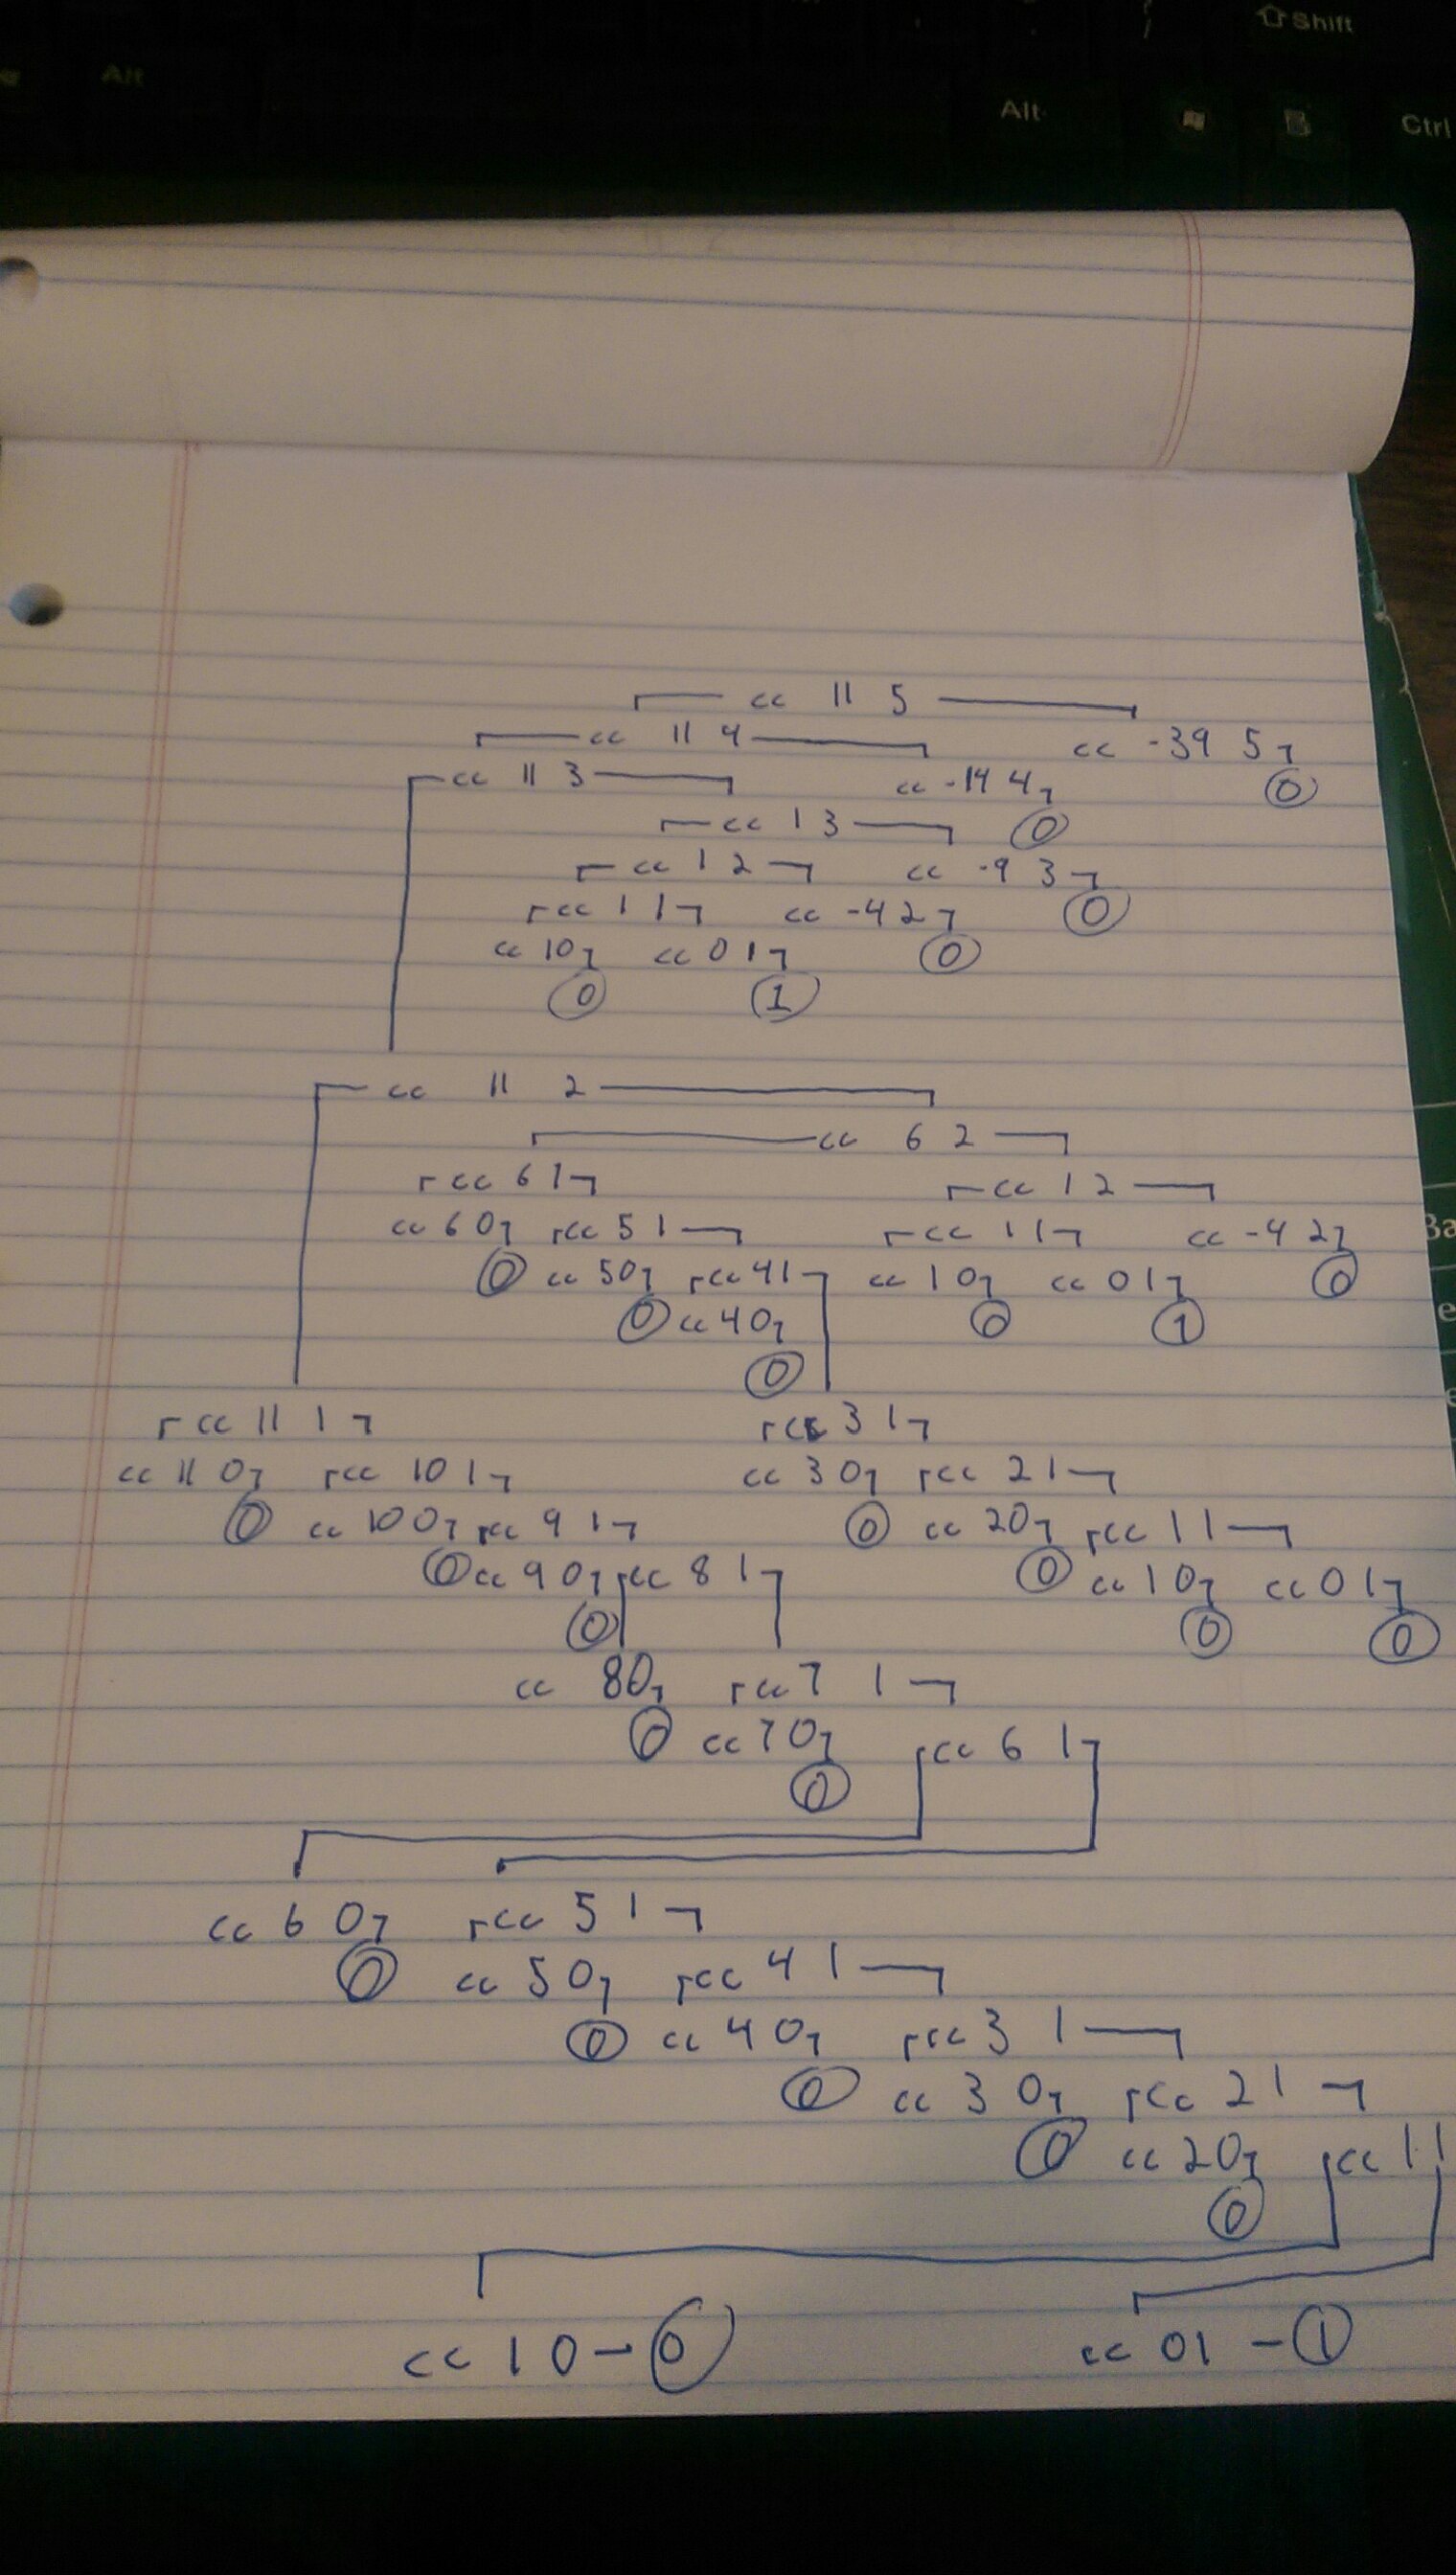 Shift
Alt Alt Ctrl
cc 11 5
cc 11 4 cc -39 5
cc 11 3 cc -14 4 0
cc 1 3 0
cc 1 2 cc -9 3
cc 1 1 cc -4 2 0
cc 1 0 cc 0 1 0
0 1
cc 11 2
cc 6 2
cc 6 1 cc 1 2
cc 6 0 cc 5 1 cc 1 1 cc -4 2
0 cc 5 0 cc 4 1 cc 1 0 cc 0 1 0
0 cc 4 0 0 1
0
cc 11 1 cc 3 1
cc 11 0 cc 10 1 cc 3 0 cc 2 1
0 cc 10 0 cc 9 1 0 cc 2 0 cc 1 1
0 cc 9 0 cc 8 1 0 cc 1 0 cc 0 1
0 0 0
cc 8 0 cc 7 1
0 cc 7 0 cc 6 1
0
cc 6 0 cc 5 1
0 cc 5 0 cc 4 1
0 cc 4 0 cc 3 1
0 cc 3 0 cc 2 1
0 cc 2 0 cc 1 1
0
cc 1 0 - 0 cc 0 1 - 1